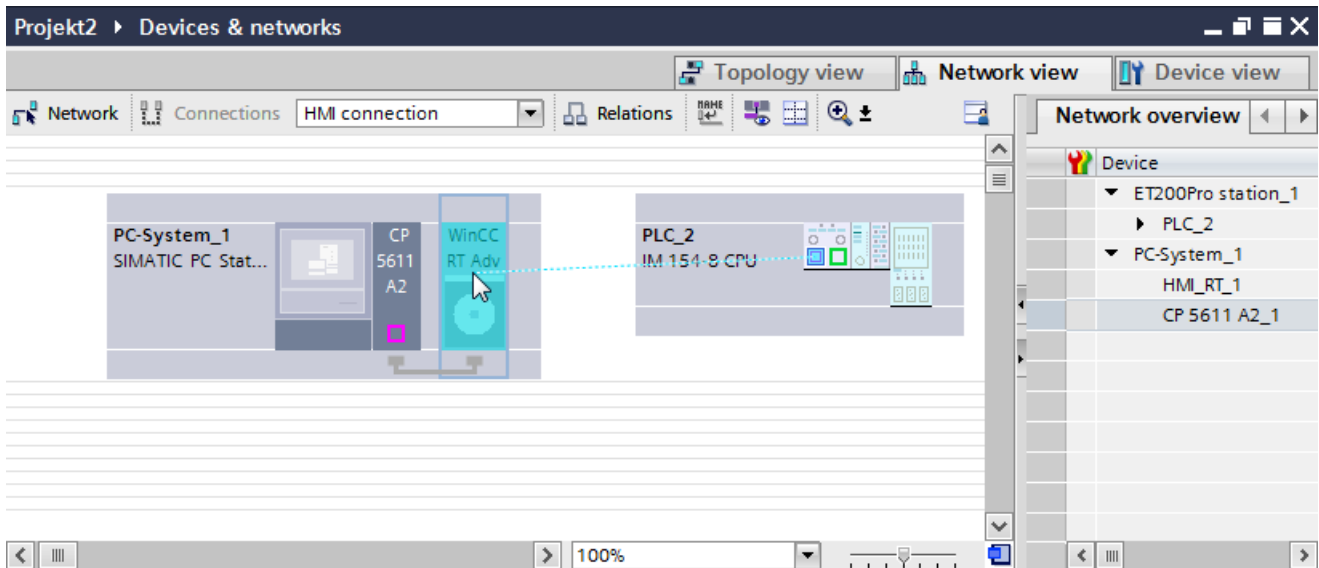 Projekt2 Devices & networks
Topology view Network view Device view
Network Connections HMI connection Relations NAME Network overview
Device
ET200Pro station_1
PLC_2
PC-System_1
HMI_RT_1
CP 5611 A2_1
PC-System_1
SIMATIC PC Stat...
CP
5611
A2
WinCC
RT Adv
PLC_2
IM 154-8 CPU
100%